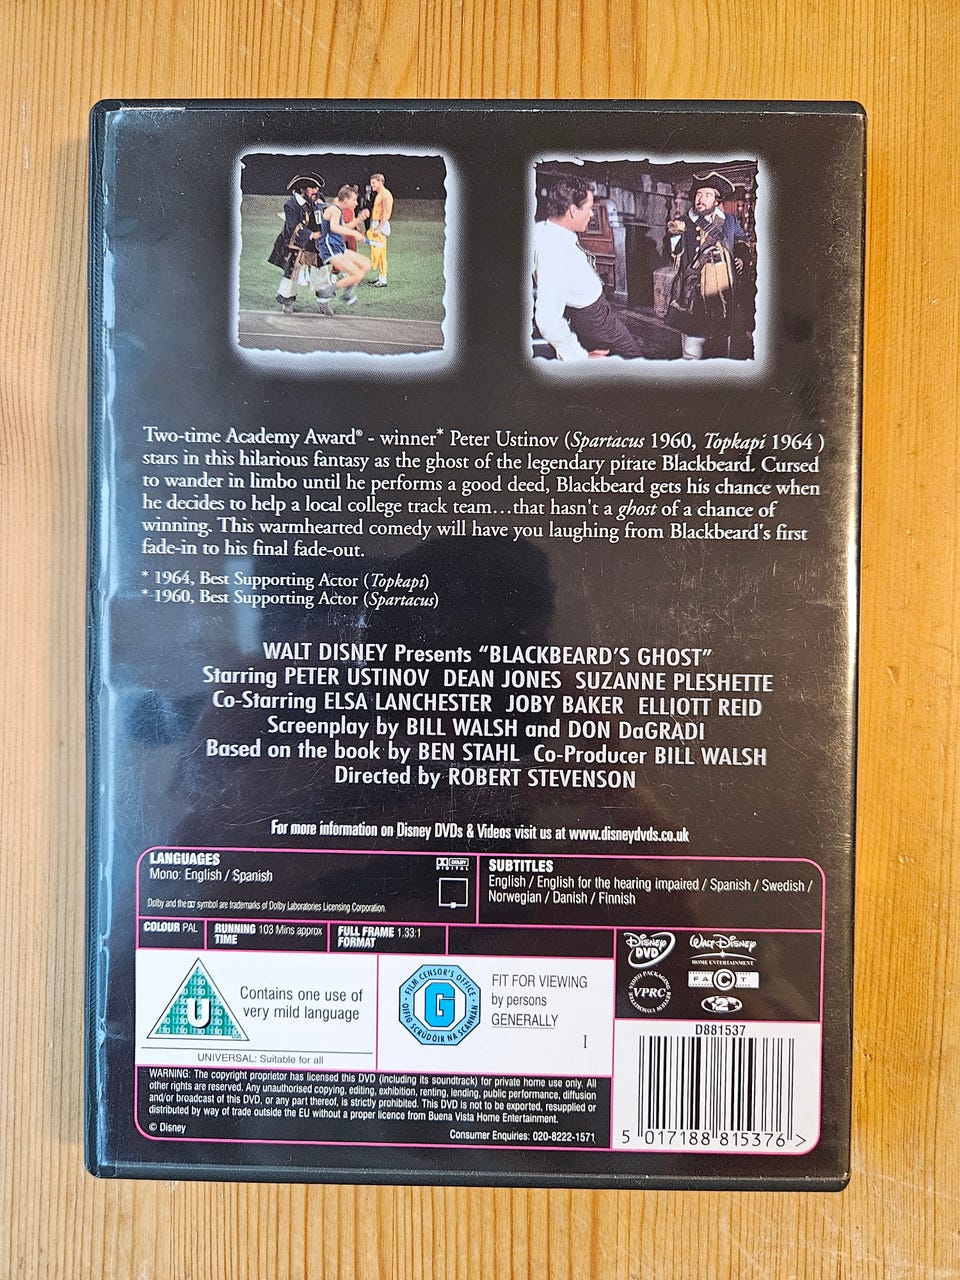 Two-time Academy Award® - winner* Peter Ustinov (Spartacus 1960, Topkapi 1964 )
stars in this hilarious fantasy as the ghost of the legendary pirate Blackbeard. Cursed
to wander in limbo until he performs a good deed, Blackbeard gets his chance when
he decides to help a local college track team...that hasn't a ghost of a chance of
winning. This warmhearted comedy will have you laughing from Blackbeard's first
fade-in to his final fade-out.
* 1964, Best Supporting Actor (Topkapi)
* 1960, Best Supporting Actor (Spartacus)
WALT DISNEY Presents “BLACKBEARD'S GHOST”
Starring PETER USTINOV DEAN JONES SUZANNE PLESHETTE
Co-Starring ELSA LANCHESTER JOBY BAKER ELLIOTT REID
Screenplay by BILL WALSH and DON DaGRADI
Based on the book by BEN STAHL Co-Producer BILL WALSH
Directed by ROBERT STEVENSON
For more information on Disney DVDs & Videos visit us at www.disneydvds.co.uk
LANGUAGES
Mono: English / Spanish
DOLBY
DIGITAL
Dolby and the symbol are trademarks of Dolby Laboratories Licensing Corporation.
SUBTITLES
English / English for the hearing impaired / Spanish / Swedish /
Norwegian / Danish / Finnish
COLOUR PAL
RUNNING 103 Mins approx
TIME
FULL FRAME 1.33:1
FORMAT
DISNEY
DVD
WALT DISNEY
HOME ENTERTAINMENT
VIDEO PACKAGING REVIEW COMMITTEE
VPRC
FACT
2
U
Contains one use of
very mild language
UNIVERSAL: Suitable for all
FILM CENSOR'S OFFICE
G
OIFIG SCRÚDÓIR NA SCANNÁN
FIT FOR VIEWING
by persons
GENERALLY
I
D881537
5 017188 815376 >
WARNING: The copyright proprietor has licensed this DVD (including its soundtrack) for private home use only. All
other rights are reserved. Any unauthorised copying, editing, exhibition, renting, lending, public performance, diffusion
and/or broadcast of this DVD, or any part thereof, is strictly prohibited. This DVD is not to be exported, resupplied or
distributed by way of trade outside the EU without a proper licence from Buena Vista Home Entertainment.
© Disney
Consumer Enquiries: 020-8222-1571